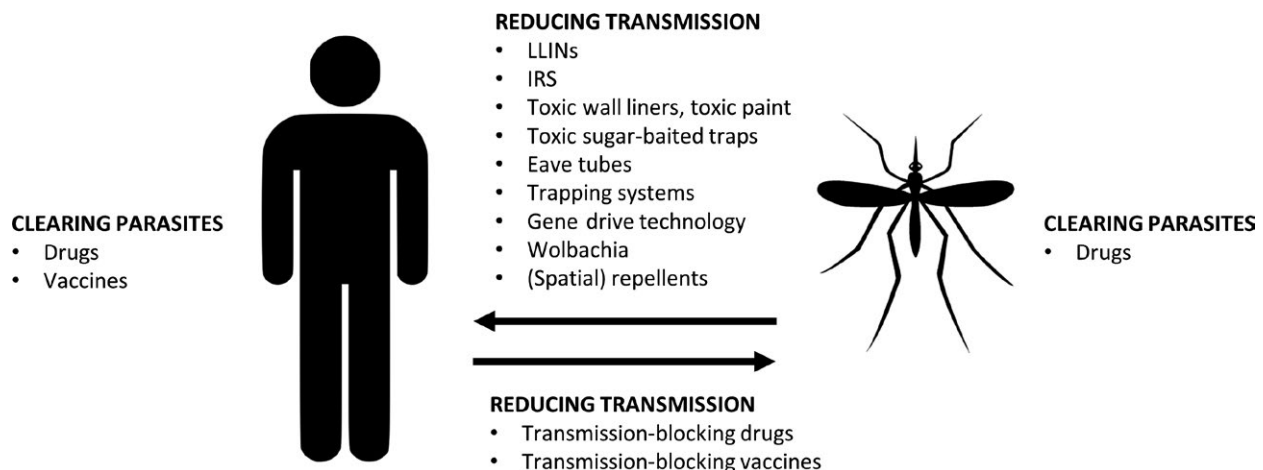 REDUCING TRANSMISSION
• LLINs
• IRS
• Toxic wall liners, toxic paint
• Toxic sugar-baited traps
• Eave tubes
• Trapping systems
• Gene drive technology
• Wolbachia
• (Spatial) repellents
CLEARING PARASITES
• Drugs
• Vaccines
CLEARING PARASITES
• Drugs
REDUCING TRANSMISSION
• Transmission-blocking drugs
• Transmission-blocking vaccines